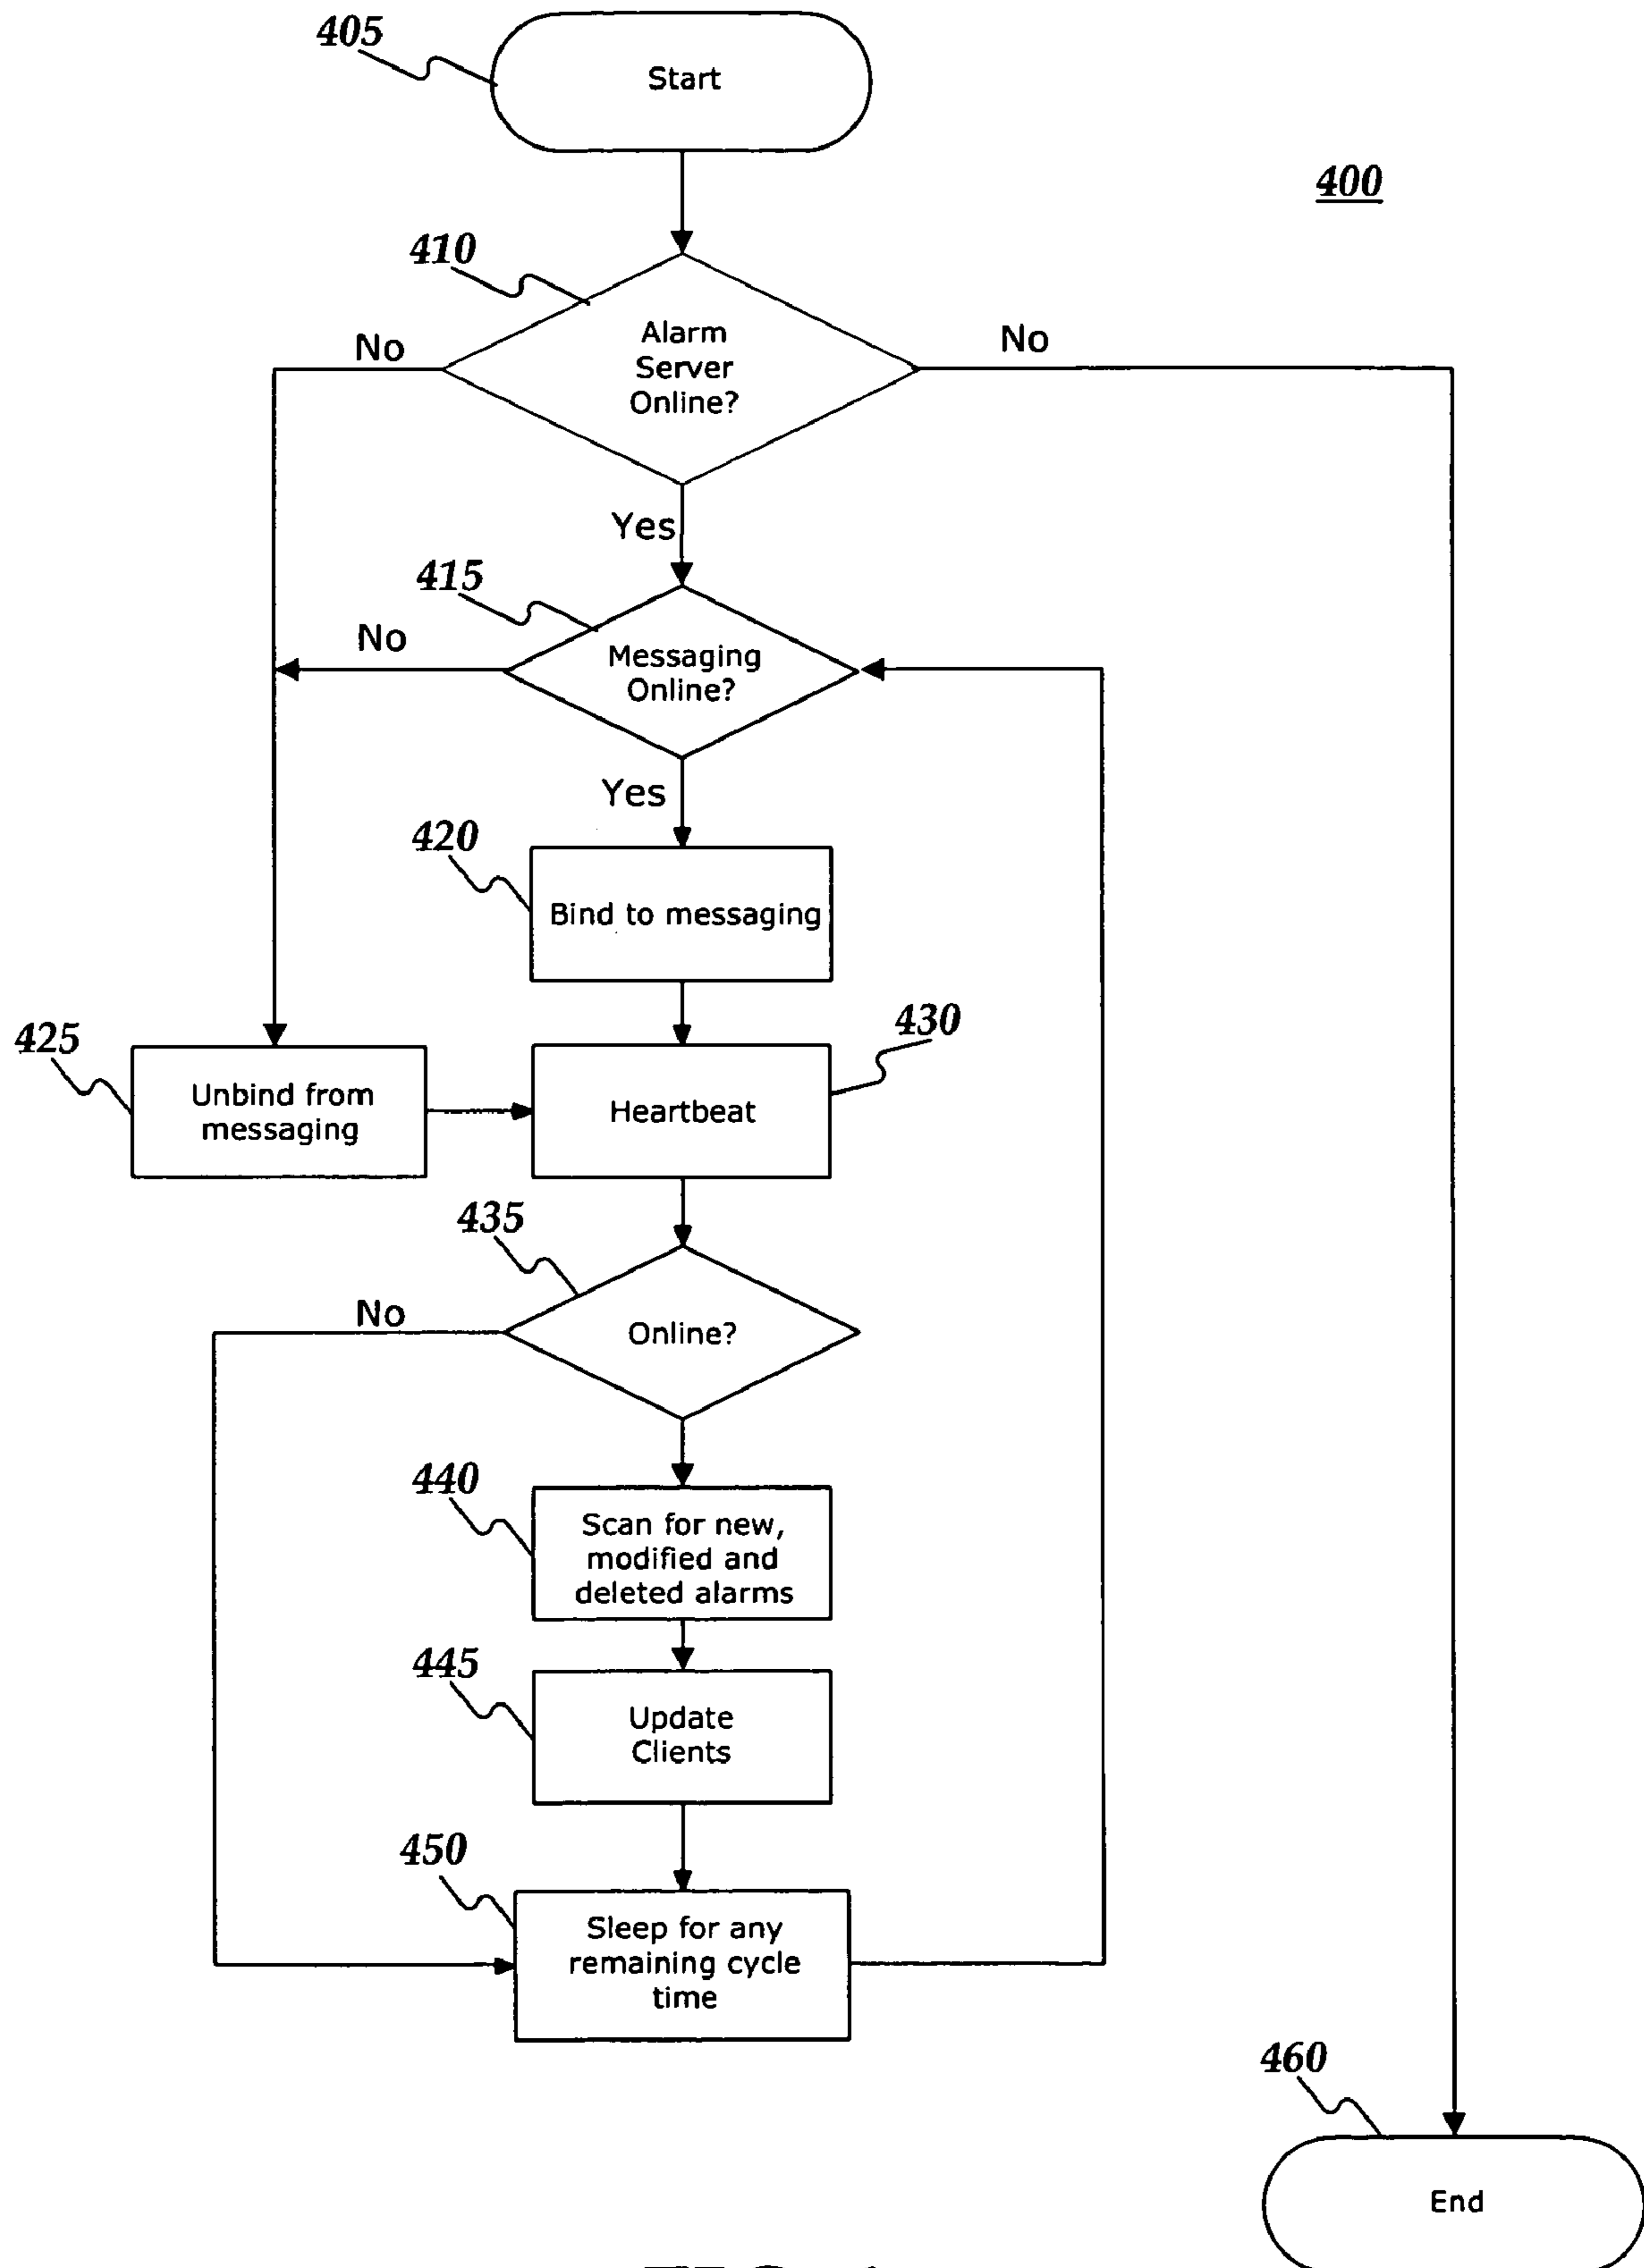 405
Start
400
410
Alarm
Server
Online?
No
No
Yes
415
Messaging
Online?
No
Yes
420
Bind to messaging
425
Unbind from
messaging
430
Heartbeat
435
Online?
No
440
Scan for new,
modified and
deleted alarms
445
Update
Clients
450
Sleep for any
remaining cycle
time
460
End